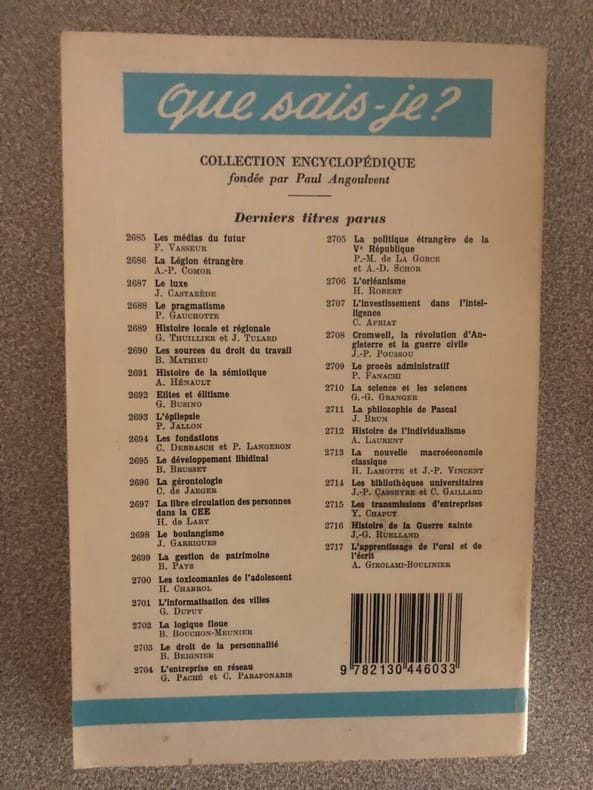 que sais-je?
COLLECTION ENCYCLOPÉDIQUE
fondée par Paul Angoulvent
Derniers titres parus
2685 Les médias du futur
F. VASSEUR
2686 La Légion étrangère
A.-P. COMOR
2687 Le luxe
J. CASTARÈDE
2688 Le pragmatisme
P. GAUCHOTTE
2689 Histoire locale et régionale
G. THUILLIER et J. TULARD
2690 Les sources du droit du travail
B. MATHIEU
2691 Histoire de la sémiotique
A. HÉNAULT
2692 Elites et élitisme
G. BUSINO
2693 L'épilepsie
P. JALLON
2694 Les fondations
C. DEBBASCH et P. LANGERON
2695 Le développement libidinal
B. BRUSSET
2696 La gérontologie
C. de JAEGER
2697 La libre circulation des personnes
dans la CEE
H. de LARY
2698 Le boulangisme
J. GARRIGUES
2699 La gestion de patrimoine
B. PAYS
2700 Les toxicomanies de l'adolescent
H. CHABROL
2701 L'informatisation des villes
G. DUPUY
2702 La logique floue
B. BOUCHON-MEUNIER
2703 Le droit de la personnalité
B. BEIGNIER
2704 L'entreprise en réseau
G. PACHÉ et C. PARAPONARIS
2705 La politique étrangère de la
Ve République
P.-M. de LA GORCE
et A.-D. SCHOR
2706 L'orléanisme
H. ROBERT
2707 L'investissement dans l'intel-
ligence
C. AFRIAT
2708 Cromwell, la révolution d'An-
gleterre et la guerre civile
J.-P. POUSSOU
2709 Le procès administratif
P. FANACHI
2710 La science et les sciences
G.-G. GRANGER
2711 La philosophie de Pascal
J. BRUN
2712 Histoire de l'individualisme
A. LAURENT
2713 La nouvelle macroéconomie
classique
H. LAMOTTE et J.-P. VINCENT
2714 Les bibliothèques universitaires
J.-P. CASSEYRE et C. GAILLARD
2715 Les transmissions d'entreprises
Y. CHAPUT
2716 Histoire de la Guerre sainte
J.-G. RUELLAND
2717 L'apprentissage de l'oral et de
l'écrit
A. GIROLAMI-BOULINIER
9 782130 446033